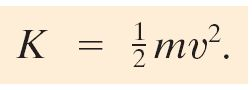 K = ½mv².